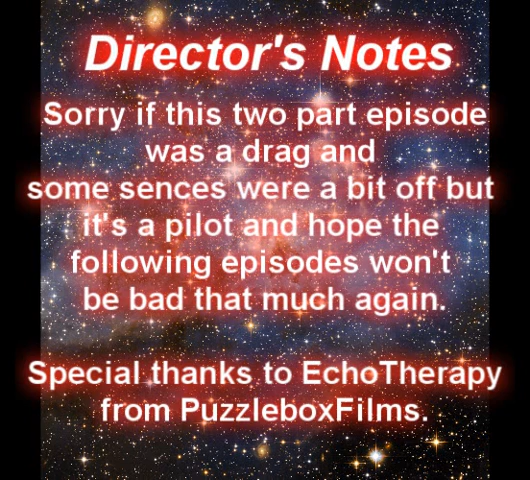 Director's Notes
Sorry if this two part episode
was a drag and
some sences were a bit off but
it's a pilot and hope the
following episodes won't
be bad that much again.
Special thanks to EchoTherapy
from PuzzleboxFilms.